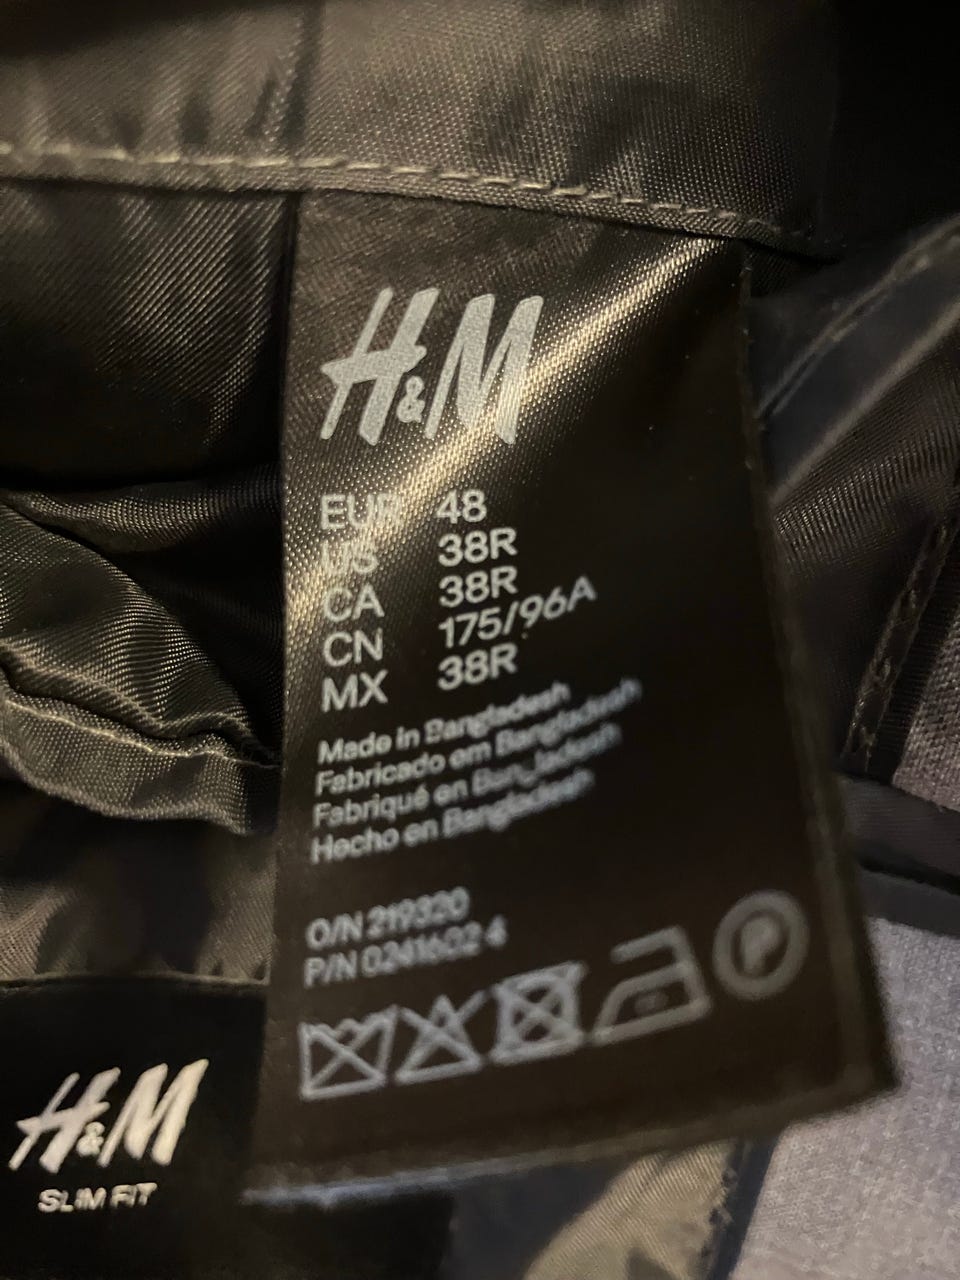 H&M
EUR 48
US 38R
CA 38R
CN 175/96A
MX 38R
Made in Bangladesh
Fabricado em Bangladesh
Fabriqué en Bangladesh
Hecho en Bangladesh
O/N 219320
P/N 0241602 4
P
H&M
SLIM FIT